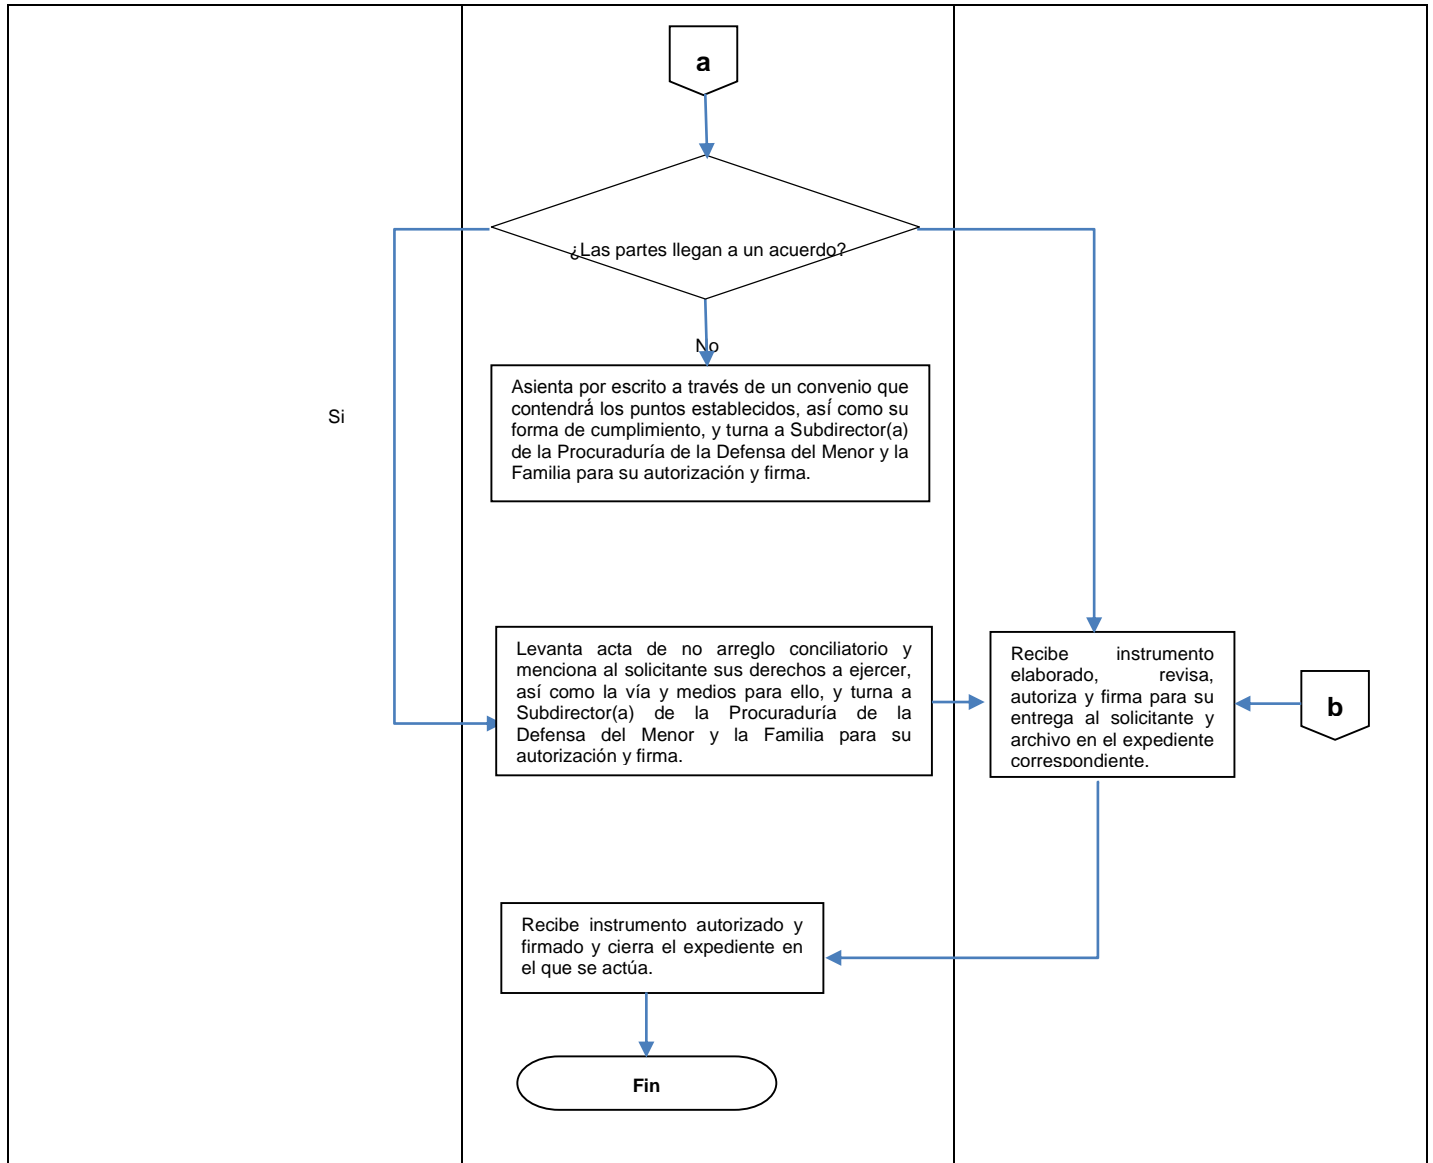 a
¿Las partes llegan a un acuerdo?
No
Asienta por escrito a través de un convenio que
contendrá los puntos establecidos, así como su
forma de cumplimiento, y turna a Subdirector(a)
de la Procuraduría de la Defensa del Menor y la
Familia para su autorización y firma.
Si
Levanta acta de no arreglo conciliatorio y
menciona al solicitante sus derechos a ejercer,
así como la vía y medios para ello, y turna a
Subdirector(a) de la Procuraduría de la
Defensa del Menor y la Familia para su
autorización y firma.
Recibe instrumento
elaborado, revisa,
autoriza y firma para su
entrega al solicitante y
archivo en el expediente
correspondiente.
b
Recibe instrumento autorizado y
firmado y cierra el expediente en
el que se actúa.
Fin